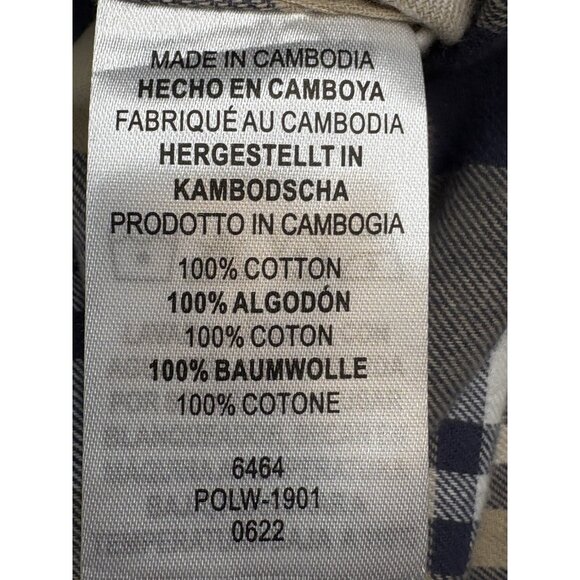 MADE IN CAMBODIA
HECHO EN CAMBOYA
FABRIQUÉ AU CAMBODIA
HERGESTELLT IN
KAMBODSCHA
PRODOTTO IN CAMBOGIA
100% COTTON
100% ALGODÓN
100% COTON
100% BAUMWOLLE
100% COTONE
6464
POLW-1901
0622